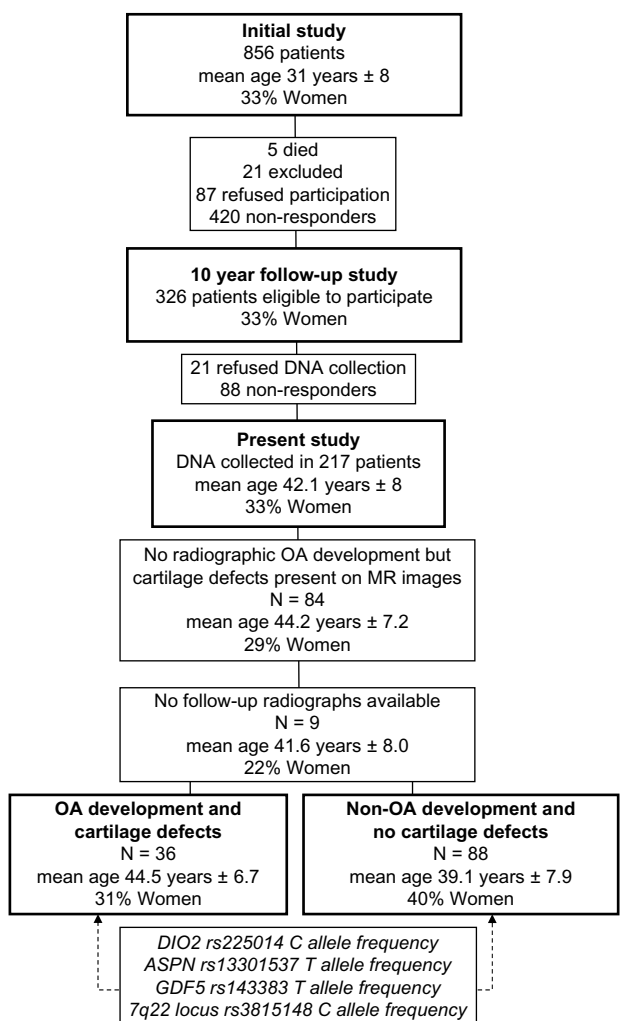 Initial study
856 patients
mean age 31 years ± 8
33% Women
5 died
21 excluded
87 refused participation
420 non-responders
10 year follow-up study
326 patients eligible to participate
33% Women
21 refused DNA collection
88 non-responders
Present study
DNA collected in 217 patients
mean age 42.1 years ± 8
33% Women
No radiographic OA development but
cartilage defects present on MR images
N = 84
mean age 44.2 years ± 7.2
29% Women
No follow-up radiographs available
N = 9
mean age 41.6 years ± 8.0
22% Women
OA development and
cartilage defects
N = 36
mean age 44.5 years ± 6.7
31% Women
Non-OA development and
no cartilage defects
N = 88
mean age 39.1 years ± 7.9
40% Women
DIO2 rs225014 C allele frequency
ASPN rs13301537 T allele frequency
GDF5 rs143383 T allele frequency
7q22 locus rs3815148 C allele frequency